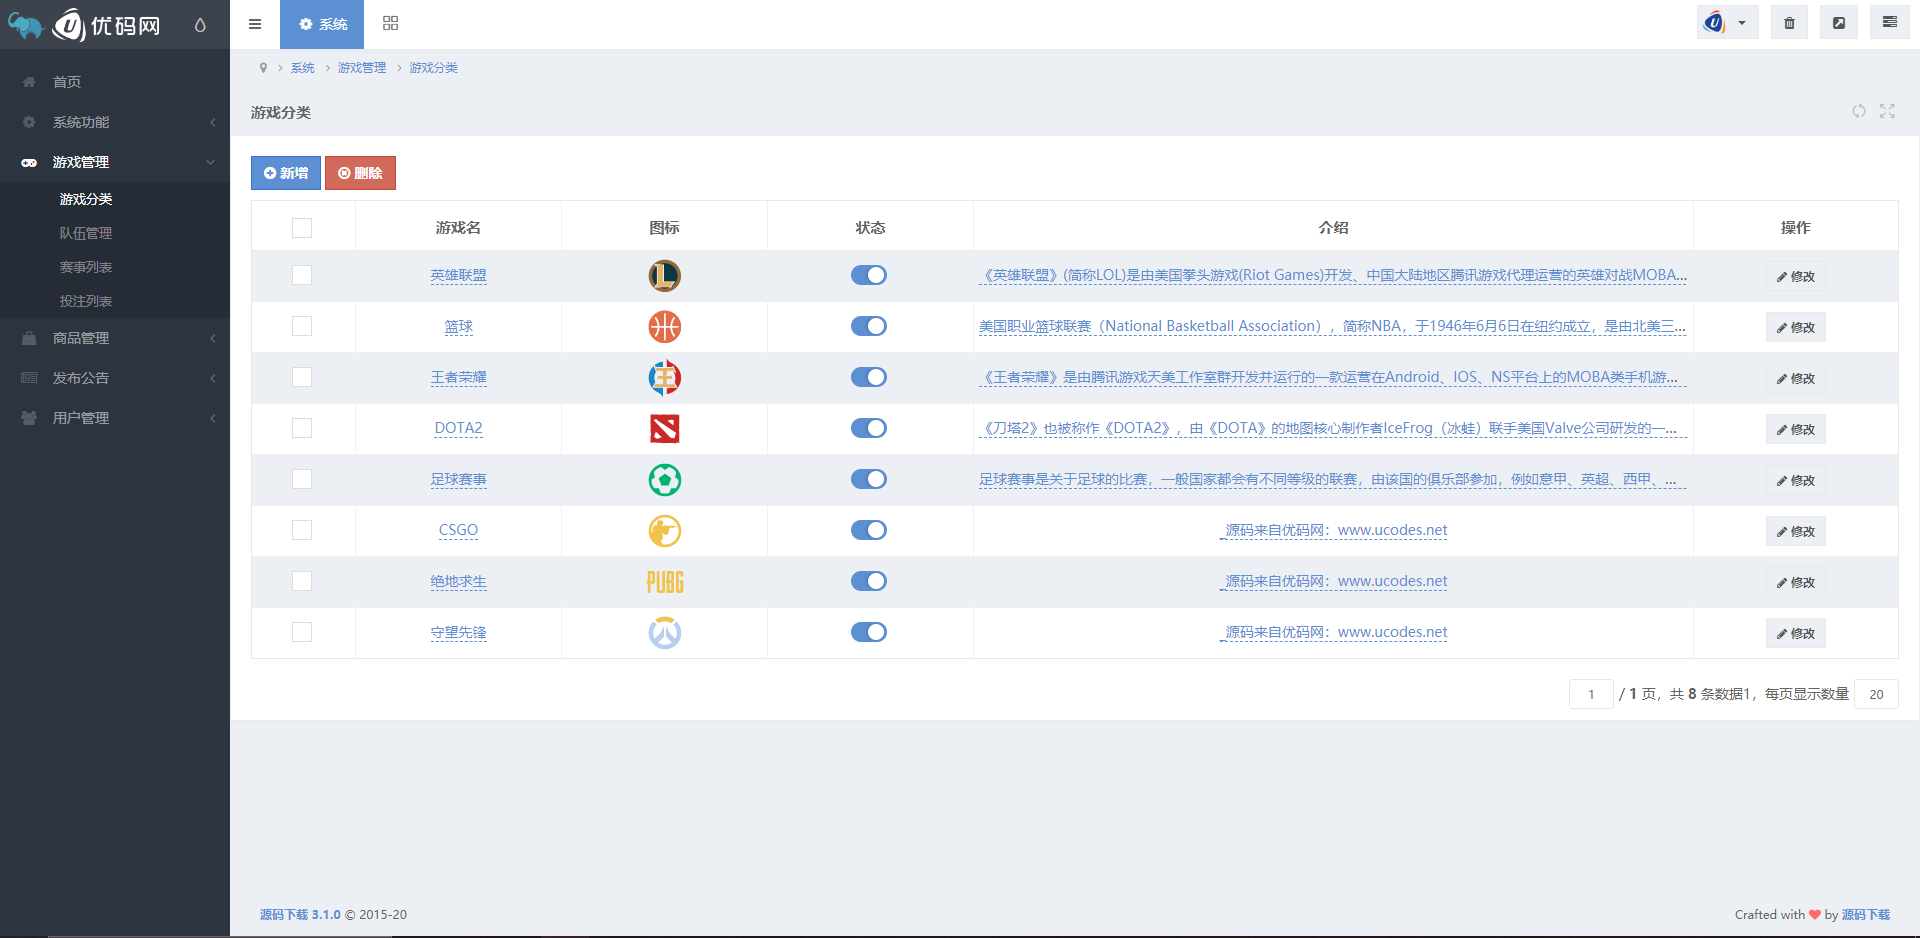 优码网
系统
首页
系统功能
游戏管理
游戏分类
队伍管理
赛事列表
投注列表
商品管理
发布公告
用户管理
系统 > 游戏管理 > 游戏分类
游戏分类
新增 删除
游戏名 图标 状态 介绍 操作
英雄联盟 《英雄联盟》(简称LOL)是由美国拳头游戏(Riot Games)开发、中国大陆地区腾讯游戏代理运营的英雄对战MOBA... 修改
篮球 美国职业篮球联赛（National Basketball Association），简称NBA，于1946年6月6日在纽约成立，是由北美三... 修改
王者荣耀 《王者荣耀》是由腾讯游戏天美工作室群开发并运行的一款运营在Android、IOS、NS平台上的MOBA类手机游... 修改
DOTA2 《刀塔2》也被称作《DOTA2》，由《DOTA》的地图核心制作者IceFrog（冰蛙）联手美国Valve公司研发的一... 修改
足球赛事 足球赛事是关于足球的比赛，一般国家都会有不同等级的联赛，由该国的俱乐部参加，例如意甲、英超、西甲、... 修改
CSGO _源码来自优码网：www.ucodes.net 修改
绝地求生 PUBG _源码来自优码网：www.ucodes.net 修改
守望先锋 _源码来自优码网：www.ucodes.net 修改
1 / 1 页，共 8 条数据1，每页显示数量 20
源码下载 3.1.0 © 2015-20
Crafted with ♥ by 源码下载